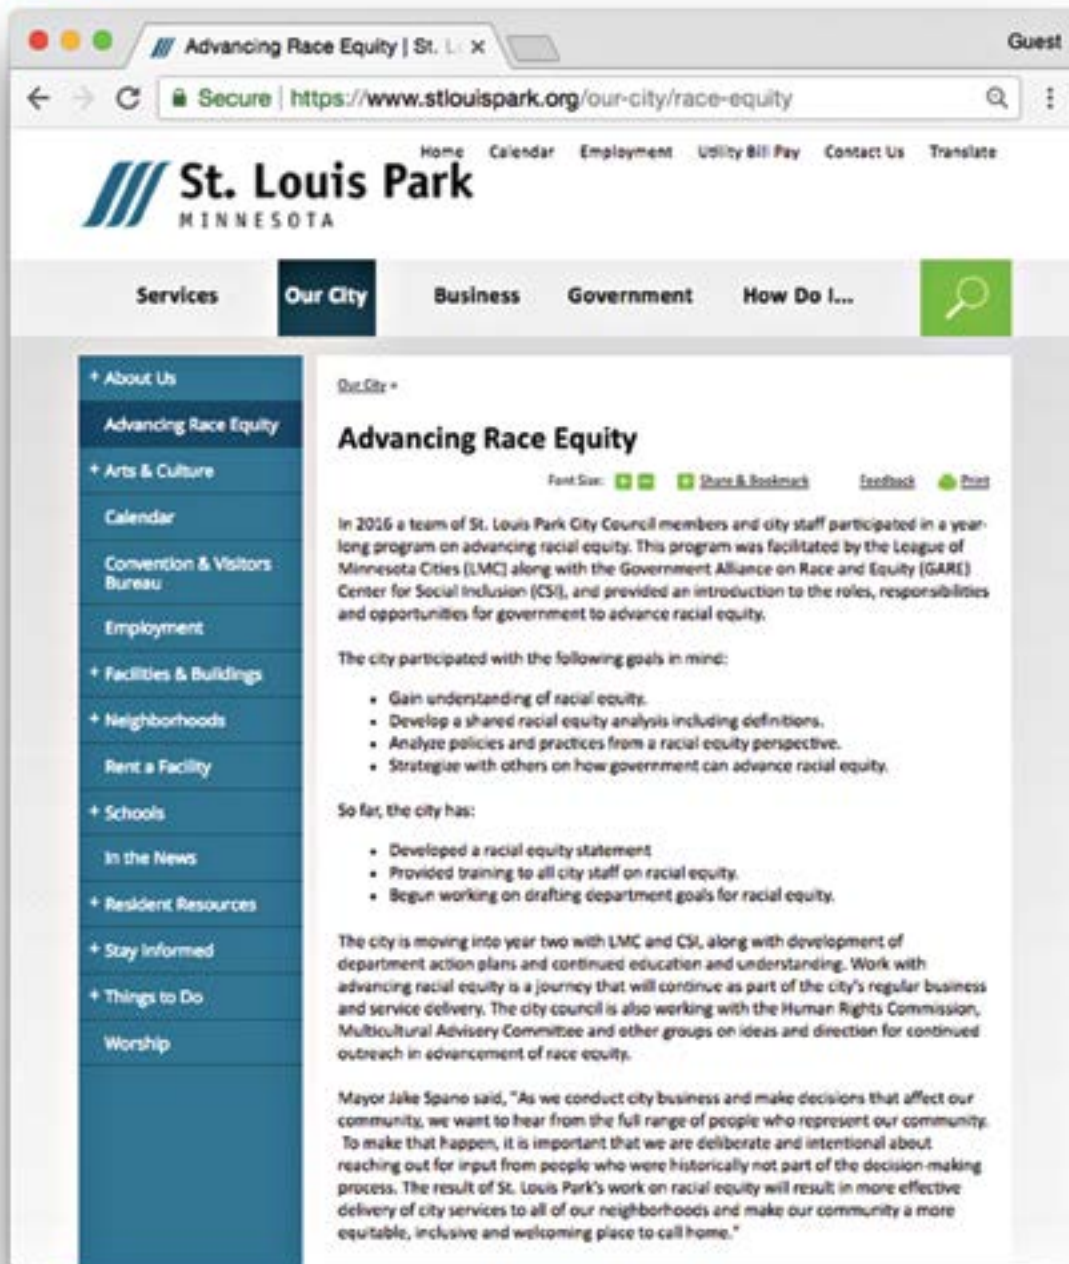 Advancing Race Equity | St. L
Guest
Secure | https://www.stlouispark.org/our-city/race-equity
Home Calendar Employment Utility Bill Pay Contact Us Translate
St. Louis Park
MINNESOTA
Services Our City Business Government How Do I...
+ About Us
Advancing Race Equity
+ Arts & Culture
Calendar
Convention & Visitors
Bureau
Employment
+ Facilities & Buildings
+ Neighborhoods
Rent a Facility
+ Schools
In the News
+ Resident Resources
+ Stay Informed
+ Things to Do
Worship
Our City »
Advancing Race Equity
Font Size: + - + Share & Bookmark Feedback Print
In 2016 a team of St. Louis Park City Council members and city staff participated in a year-
long program on advancing racial equity. This program was facilitated by the League of
Minnesota Cities (LMC) along with the Government Alliance on Race and Equity (GARE)
Center for Social Inclusion (CSI), and provided an introduction to the roles, responsibilities
and opportunities for government to advance racial equity.
The city participated with the following goals in mind:
• Gain understanding of racial equity.
• Develop a shared racial equity analysis including definitions.
• Analyze policies and practices from a racial equity perspective.
• Strategize with others on how government can advance racial equity.
So far, the city has:
• Developed a racial equity statement
• Provided training to all city staff on racial equity.
• Begun working on drafting department goals for racial equity.
The city is moving into year two with LMC and CSI, along with development of
department action plans and continued education and understanding. Work with
advancing racial equity is a journey that will continue as part of the city's regular business
and service delivery. The city council is also working with the Human Rights Commission,
Multicultural Advisory Committee and other groups on ideas and direction for continued
outreach in advancement of race equity.
Mayor Jake Spano said, "As we conduct city business and make decisions that affect our
community, we want to hear from the full range of people who represent our community.
To make that happen, it is important that we are deliberate and intentional about
reaching out for input from people who were historically not part of the decision-making
process. The result of St. Louis Park's work on racial equity will result in more effective
delivery of city services to all of our neighborhoods and make our community a more
equitable, inclusive and welcoming place to call home."